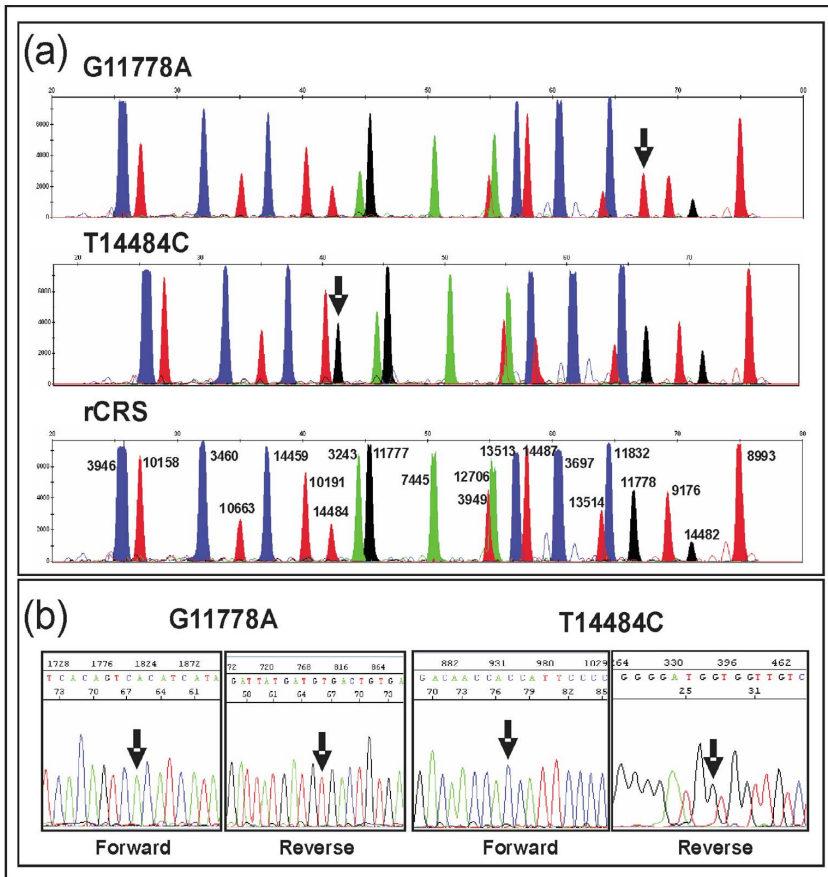 (a)
G11778A
20 30 40 50 60 70 80
6000
4000
2000
0
T14484C
20 30 40 50 60 70
6000
4000
2000
0
rCRS
20 30 40 50 60 70 80
6000
4000
2000
0
3946 10158 3460 14459 3243 11777 13513 14487 11832 8993
10663 10191 14484 7445 12706 3949 3697 13514 11778 9176 14482
(b)
G11778A T14484C
1728 1776 1824 1872
T C A C A G T C A C A T C A T A
73 70 67 64 61
72 720 768 816 864
G A T T A T G A T G T G A C T G T G A
58 61 64 67 70 73
882 931 980 1029
G A C A A C C A C C A T T C C C C
70 73 76 79 82 85
264 330 396 462
G G G G A T G G T G G T T G T C
25 31
Forward Reverse Forward Reverse